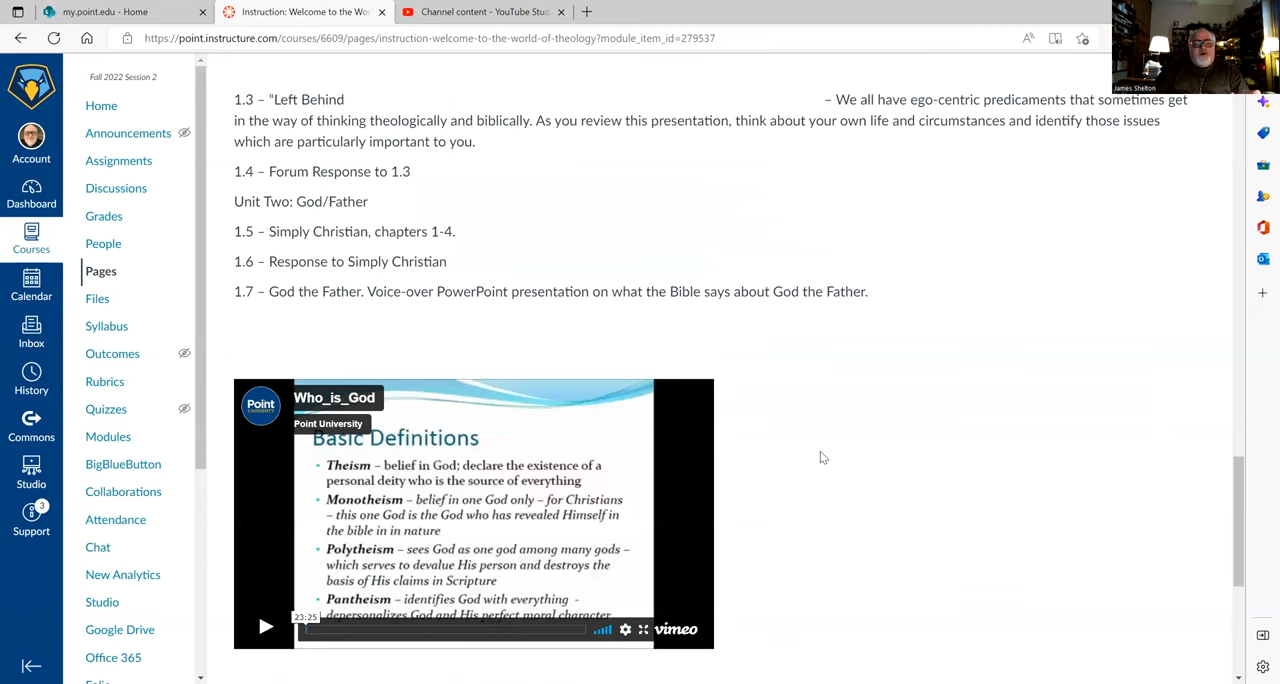 my.point.edu - Home
Instruction: Welcome to the Wo
Channel content - YouTube Stud
https://point.instructure.com/courses/6609/pages/instruction-welcome-to-the-world-of-theology?module_item_id=279537
James Shelton
Account
Dashboard
Courses
Calendar
Inbox
History
Commons
Studio
3
Support
Fall 2022 Session 2
Home
Announcements
Assignments
Discussions
Grades
People
Pages
Files
Syllabus
Outcomes
Rubrics
Quizzes
Modules
BigBlueButton
Collaborations
Attendance
Chat
New Analytics
Studio
Google Drive
Office 365
1.3 – “Left Behind – We all have ego-centric predicaments that sometimes get
in the way of thinking theologically and biblically. As you review this presentation, think about your own life and circumstances and identify those issues
which are particularly important to you.
1.4 – Forum Response to 1.3
Unit Two: God/Father
1.5 – Simply Christian, chapters 1-4.
1.6 – Response to Simply Christian
1.7 – God the Father. Voice-over PowerPoint presentation on what the Bible says about God the Father.
Point
UNIVERSITY
Who_is_God
Point University
Basic Definitions
• Theism – belief in God; declare the existence of a
personal deity who is the source of everything
• Monotheism – belief in one God only – for Christians
– this one God is the God who has revealed Himself in
the bible in in nature
• Polytheism – sees God as one god among many gods –
which serves to devalue His person and destroys the
basis of His claims in Scripture
• Pantheism – identifies God with everything -
depersonalizes God and His perfect moral character
23:25
vimeo